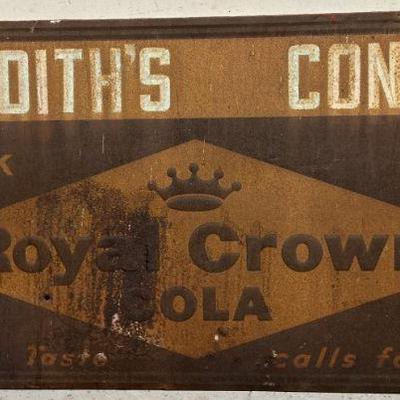 DITH'S CON
K
Royal Crown
COLA
Taste calls fo